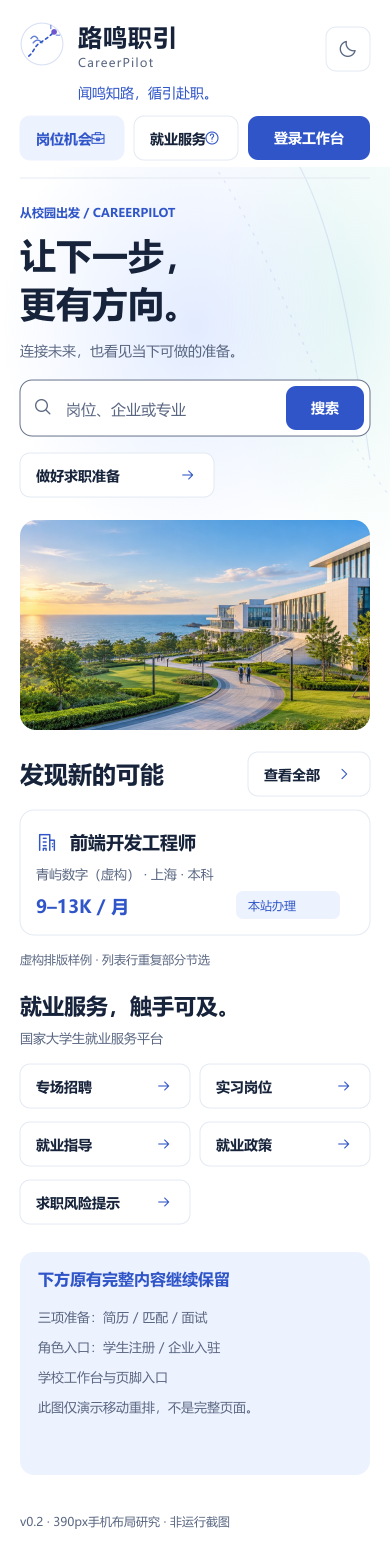 路鸣职引
CareerPilot
闻鸣知路，循引赴职。
岗位机会
就业服务
登录工作台
从校园出发 / CAREERPILOT
让下一步，
更有方向。
连接未来，也看见当下可做的准备。
岗位、企业或专业
搜索
做好求职准备
发现新的可能
查看全部
前端开发工程师
青屿数字（虚构） · 上海 · 本科
9–13K / 月
本站办理
虚构排版样例 · 列表行重复部分节选
就业服务，触手可及。
国家大学生就业服务平台
专场招聘
实习岗位
就业指导
就业政策
求职风险提示
下方原有完整内容继续保留
三项准备：简历 / 匹配 / 面试
角色入口：学生注册 / 企业入驻
学校工作台与页脚入口
此图仅演示移动重排，不是完整页面。
v0.2 · 390px手机布局研究 · 非运行截图